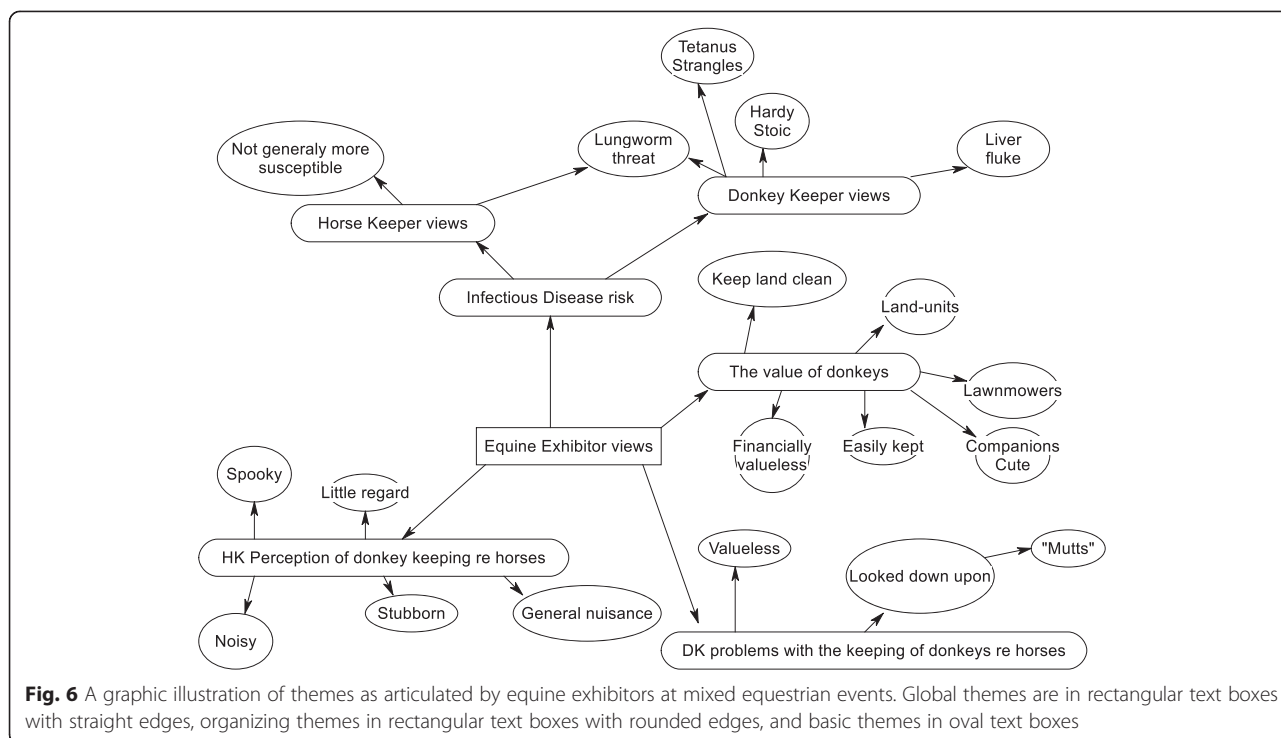 Tetanus
Strangles
Hardy
Stoic
Not generaly more
susceptible
Lungworm
threat
Liver
fluke
Donkey Keeper views
Horse Keeper views
Infectious Disease risk
Keep land clean
Land-units
The value of donkeys
Lawnmowers
Equine Exhibitor views
Financially
valueless
Easily kept
Companions
Cute
Spooky
Little regard
HK Perception of donkey keeping re horses
Noisy
Stubborn
General nuisance
Valueless
Looked down upon
"Mutts"
DK problems with the keeping of donkeys re horses
Fig. 6 A graphic illustration of themes as articulated by equine exhibitors at mixed equestrian events. Global themes are in rectangular text boxes
with straight edges, organizing themes in rectangular text boxes with rounded edges, and basic themes in oval text boxes